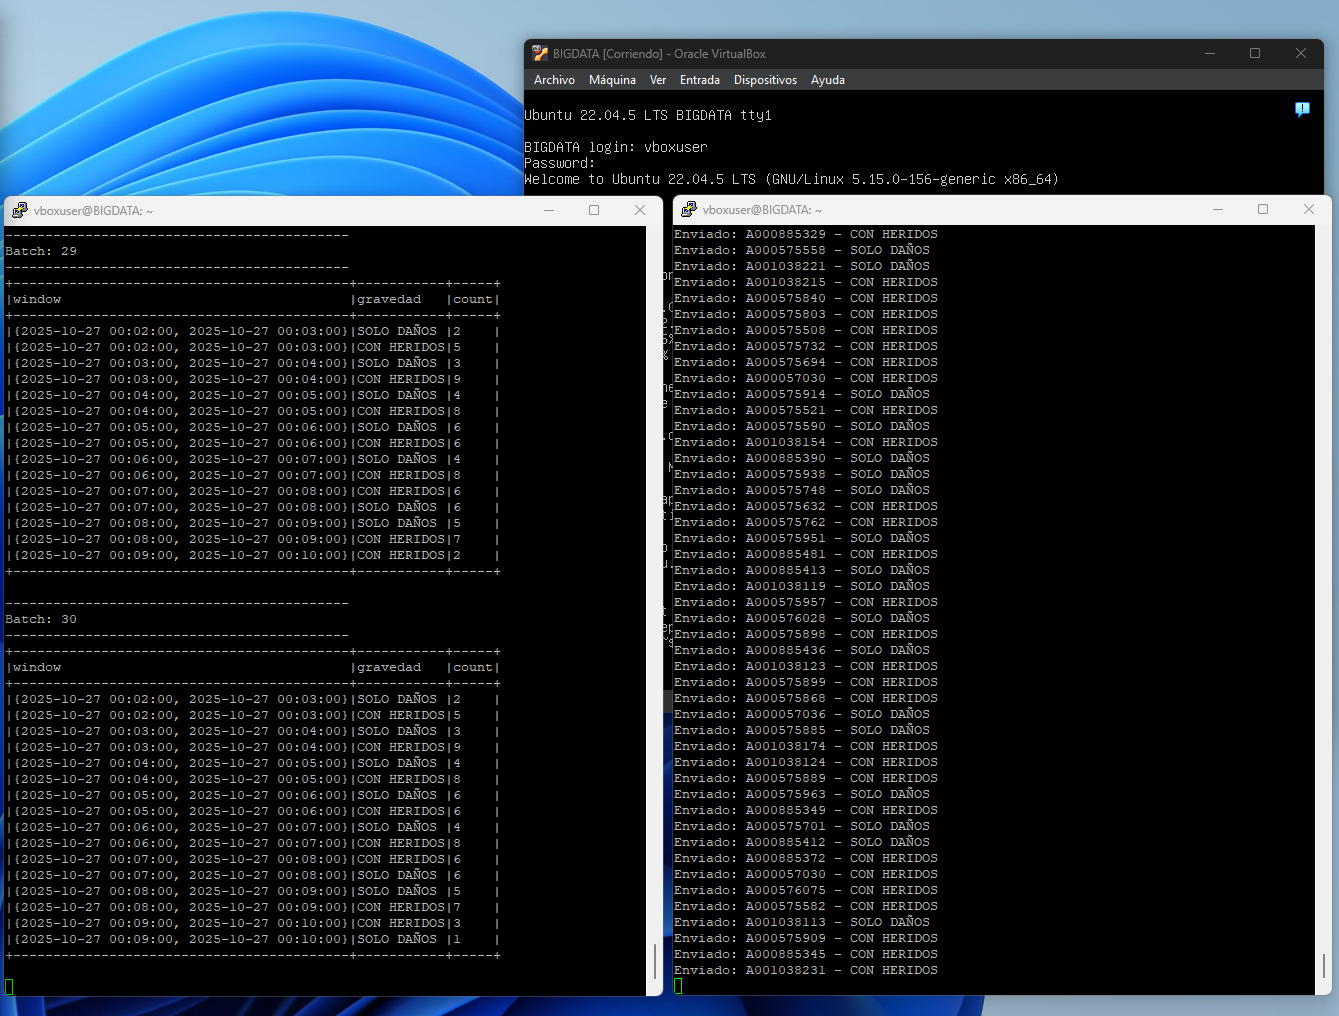 BIGDATA [Corriendo] - Oracle VirtualBox
Archivo Máquina Ver Entrada Dispositivos Ayuda
Ubuntu 22.04.5 LTS BIGDATA tty1
BIGDATA login: vboxuser
Password:
Welcome to Ubuntu 22.04.5 LTS (GNU/Linux 5.15.0-156-generic x86_64)
vboxuser@BIGDATA: ~
-------------------------------------------
Batch: 29
-------------------------------------------
+------------------------------------------+-----------+-----+
|window                                    |gravedad   |count|
+------------------------------------------+-----------+-----+
|{2025-10-27 00:02:00, 2025-10-27 00:03:00}|SOLO DAÑOS |2    |
|{2025-10-27 00:02:00, 2025-10-27 00:03:00}|CON HERIDOS|5    |
|{2025-10-27 00:03:00, 2025-10-27 00:04:00}|SOLO DAÑOS |3    |
|{2025-10-27 00:03:00, 2025-10-27 00:04:00}|CON HERIDOS|9    |
|{2025-10-27 00:04:00, 2025-10-27 00:05:00}|SOLO DAÑOS |4    |
|{2025-10-27 00:04:00, 2025-10-27 00:05:00}|CON HERIDOS|8    |
|{2025-10-27 00:05:00, 2025-10-27 00:06:00}|SOLO DAÑOS |6    |
|{2025-10-27 00:05:00, 2025-10-27 00:06:00}|CON HERIDOS|6    |
|{2025-10-27 00:06:00, 2025-10-27 00:07:00}|SOLO DAÑOS |4    |
|{2025-10-27 00:06:00, 2025-10-27 00:07:00}|CON HERIDOS|8    |
|{2025-10-27 00:07:00, 2025-10-27 00:08:00}|CON HERIDOS|6    |
|{2025-10-27 00:07:00, 2025-10-27 00:08:00}|SOLO DAÑOS |6    |
|{2025-10-27 00:08:00, 2025-10-27 00:09:00}|SOLO DAÑOS |5    |
|{2025-10-27 00:08:00, 2025-10-27 00:09:00}|CON HERIDOS|7    |
|{2025-10-27 00:09:00, 2025-10-27 00:10:00}|CON HERIDOS|2    |
+------------------------------------------+-----------+-----+
-------------------------------------------
Batch: 30
-------------------------------------------
+------------------------------------------+-----------+-----+
|window                                    |gravedad   |count|
+------------------------------------------+-----------+-----+
|{2025-10-27 00:02:00, 2025-10-27 00:03:00}|SOLO DAÑOS |2    |
|{2025-10-27 00:02:00, 2025-10-27 00:03:00}|CON HERIDOS|5    |
|{2025-10-27 00:03:00, 2025-10-27 00:04:00}|SOLO DAÑOS |3    |
|{2025-10-27 00:03:00, 2025-10-27 00:04:00}|CON HERIDOS|9    |
|{2025-10-27 00:04:00, 2025-10-27 00:05:00}|SOLO DAÑOS |4    |
|{2025-10-27 00:04:00, 2025-10-27 00:05:00}|CON HERIDOS|8    |
|{2025-10-27 00:05:00, 2025-10-27 00:06:00}|SOLO DAÑOS |6    |
|{2025-10-27 00:05:00, 2025-10-27 00:06:00}|CON HERIDOS|6    |
|{2025-10-27 00:06:00, 2025-10-27 00:07:00}|SOLO DAÑOS |4    |
|{2025-10-27 00:06:00, 2025-10-27 00:07:00}|CON HERIDOS|8    |
|{2025-10-27 00:07:00, 2025-10-27 00:08:00}|CON HERIDOS|6    |
|{2025-10-27 00:07:00, 2025-10-27 00:08:00}|SOLO DAÑOS |6    |
|{2025-10-27 00:08:00, 2025-10-27 00:09:00}|SOLO DAÑOS |5    |
|{2025-10-27 00:08:00, 2025-10-27 00:09:00}|CON HERIDOS|7    |
|{2025-10-27 00:09:00, 2025-10-27 00:10:00}|CON HERIDOS|3    |
|{2025-10-27 00:09:00, 2025-10-27 00:10:00}|SOLO DAÑOS |1    |
+------------------------------------------+-----------+-----+
vboxuser@BIGDATA: ~
Enviado: A000885329 - CON HERIDOS
Enviado: A000575558 - SOLO DAÑOS
Enviado: A001038221 - SOLO DAÑOS
Enviado: A001038215 - CON HERIDOS
Enviado: A000575840 - CON HERIDOS
Enviado: A000575803 - CON HERIDOS
Enviado: A000575508 - CON HERIDOS
Enviado: A000575732 - CON HERIDOS
Enviado: A000575694 - CON HERIDOS
Enviado: A000057030 - CON HERIDOS
Enviado: A000575914 - SOLO DAÑOS
Enviado: A000575521 - CON HERIDOS
Enviado: A000575590 - SOLO DAÑOS
Enviado: A001038154 - CON HERIDOS
Enviado: A000885390 - SOLO DAÑOS
Enviado: A000575938 - SOLO DAÑOS
Enviado: A000575748 - SOLO DAÑOS
Enviado: A000575632 - CON HERIDOS
Enviado: A000575762 - CON HERIDOS
Enviado: A000575951 - SOLO DAÑOS
Enviado: A000885481 - CON HERIDOS
Enviado: A000885413 - SOLO DAÑOS
Enviado: A001038119 - SOLO DAÑOS
Enviado: A000575957 - CON HERIDOS
Enviado: A000576028 - SOLO DAÑOS
Enviado: A000575898 - CON HERIDOS
Enviado: A000885436 - SOLO DAÑOS
Enviado: A001038123 - CON HERIDOS
Enviado: A000575899 - CON HERIDOS
Enviado: A000575868 - CON HERIDOS
Enviado: A000057036 - SOLO DAÑOS
Enviado: A000575885 - SOLO DAÑOS
Enviado: A001038174 - CON HERIDOS
Enviado: A001038124 - CON HERIDOS
Enviado: A000575889 - CON HERIDOS
Enviado: A000575963 - SOLO DAÑOS
Enviado: A000885349 - CON HERIDOS
Enviado: A000575701 - SOLO DAÑOS
Enviado: A000885412 - SOLO DAÑOS
Enviado: A000885372 - CON HERIDOS
Enviado: A000057030 - CON HERIDOS
Enviado: A000576075 - CON HERIDOS
Enviado: A000575582 - CON HERIDOS
Enviado: A001038113 - SOLO DAÑOS
Enviado: A000575909 - CON HERIDOS
Enviado: A000885345 - CON HERIDOS
Enviado: A001038231 - CON HERIDOS